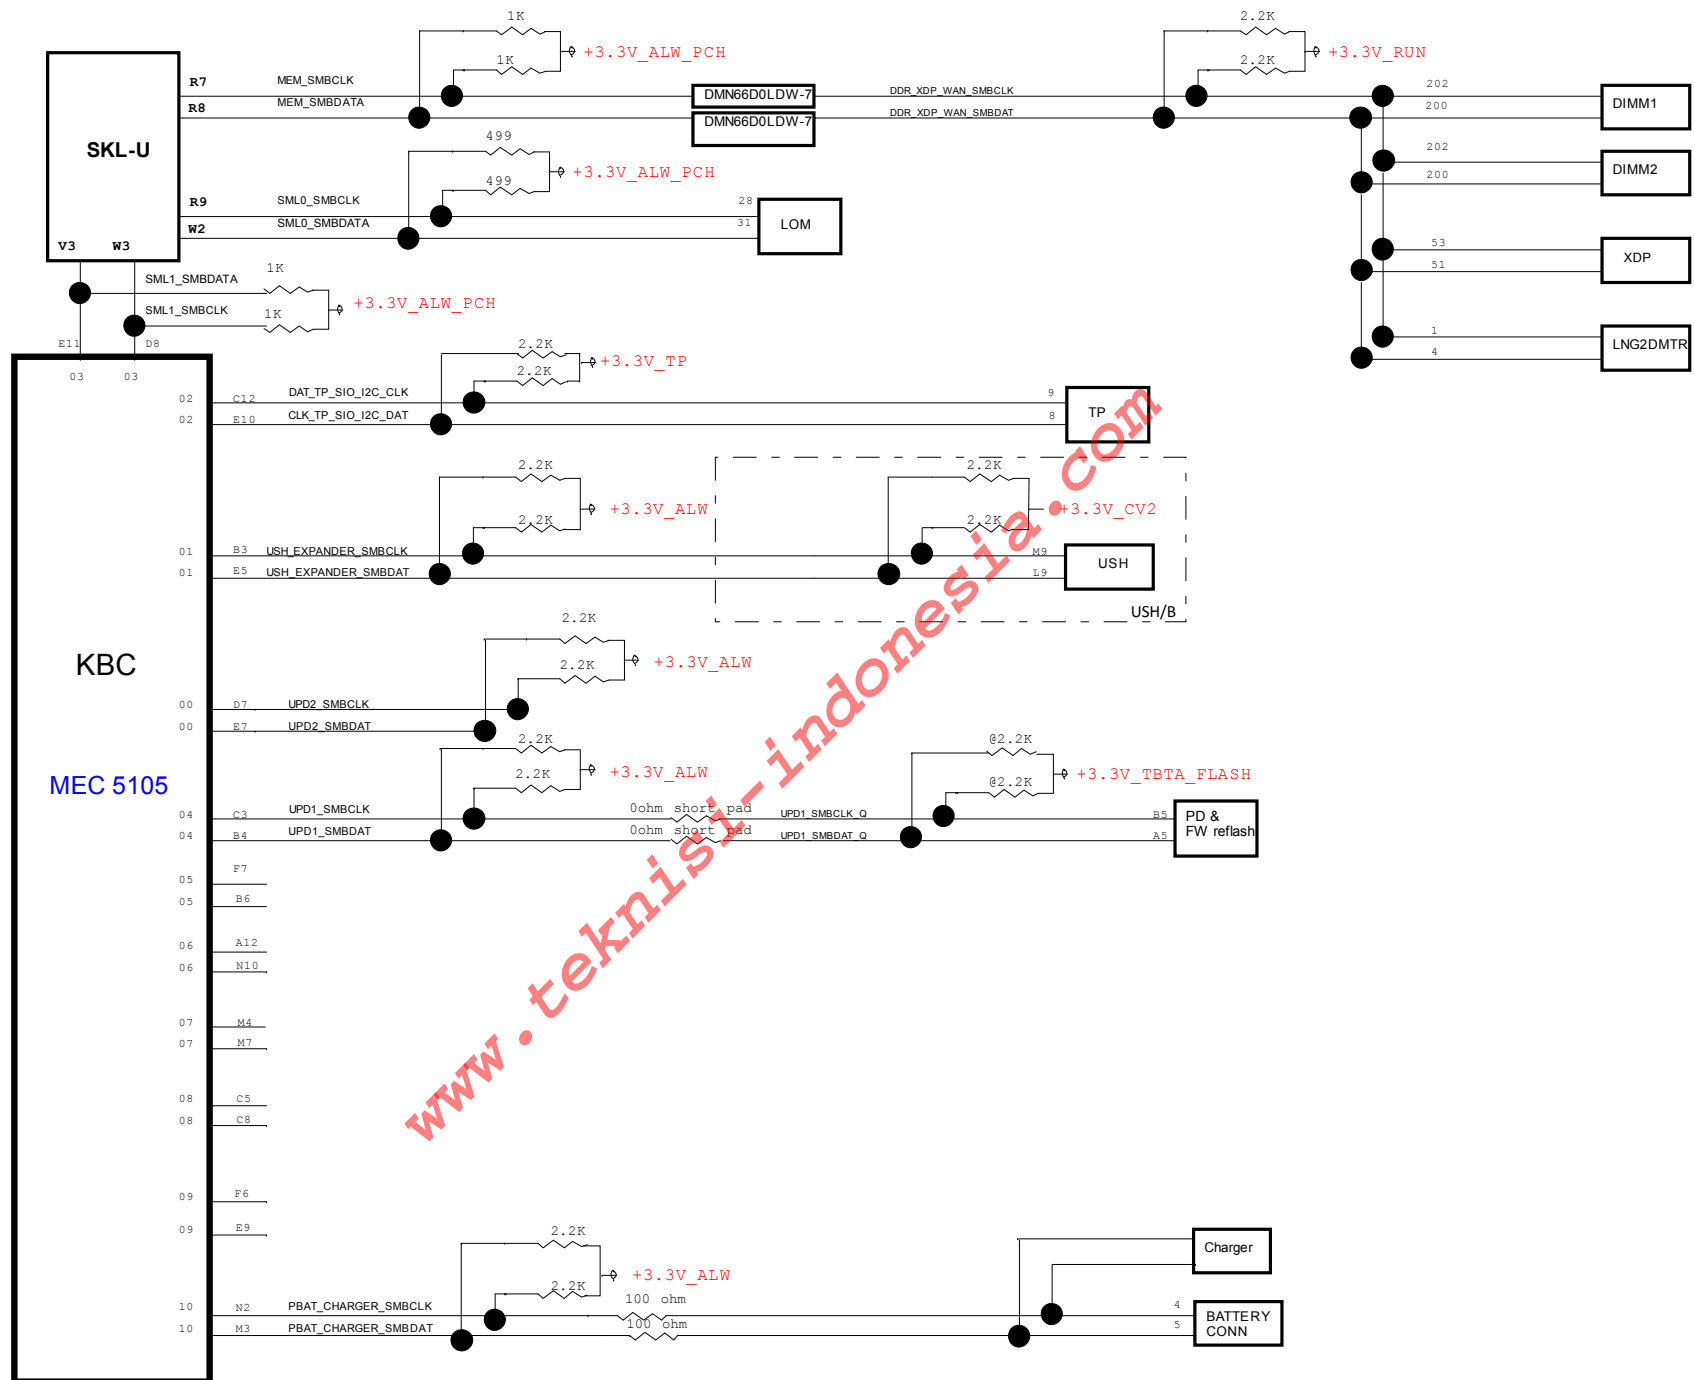 1K
1K
+3.3V_ALW_PCH
2.2K
2.2K
+3.3V_RUN
SKL-U
R7
MEM_SMBCLK
DMN66D0LDW-7
DDR_XDP_WAN_SMBCLK
202
DIMM1
R8
MEM_SMBDATA
DMN66D0LDW-7
DDR_XDP_WAN_SMBDAT
200
499
499
+3.3V_ALW_PCH
202
DIMM2
200
R9
SML0_SMBCLK
28
LOM
W2
SML0_SMBDATA
31
V3
W3
53
XDP
51
SML1_SMBDATA
1K
SML1_SMBCLK
1K
+3.3V_ALW_PCH
1
LNG2DMTR
4
E11
D8
03
03
2.2K
2.2K
+3.3V_TP
02
C12
DAT_TP_SIO_I2C_CLK
9
TP
02
E10
CLK_TP_SIO_I2C_DAT
8
2.2K
2.2K
+3.3V_ALW
2.2K
2.2K
+3.3V_CV2
01
B3
USH_EXPANDER_SMBCLK
M9
USH
01
E5
USH_EXPANDER_SMBDAT
L9
USH/B
KBC
2.2K
2.2K
+3.3V_ALW
00
D7
UPD2_SMBCLK
00
E7
UPD2_SMBDAT
MEC 5105
2.2K
2.2K
+3.3V_ALW
@2.2K
@2.2K
+3.3V_TBTA_FLASH
04
C3
UPD1_SMBCLK
0ohm short pad
UPD1_SMBCLK_Q
B5
PD &
FW reflash
04
B4
UPD1_SMBDAT
0ohm short pad
UPD1_SMBDAT_Q
A5
05
F7
05
B6
06
A12
06
N10
07
M4
07
M7
08
C5
08
C8
09
F6
09
E9
2.2K
2.2K
+3.3V_ALW
Charger
10
N2
PBAT_CHARGER_SMBCLK
100 ohm
4
BATTERY
CONN
10
M3
PBAT_CHARGER_SMBDAT
100 ohm
5
www.teknisi-indonesia.com